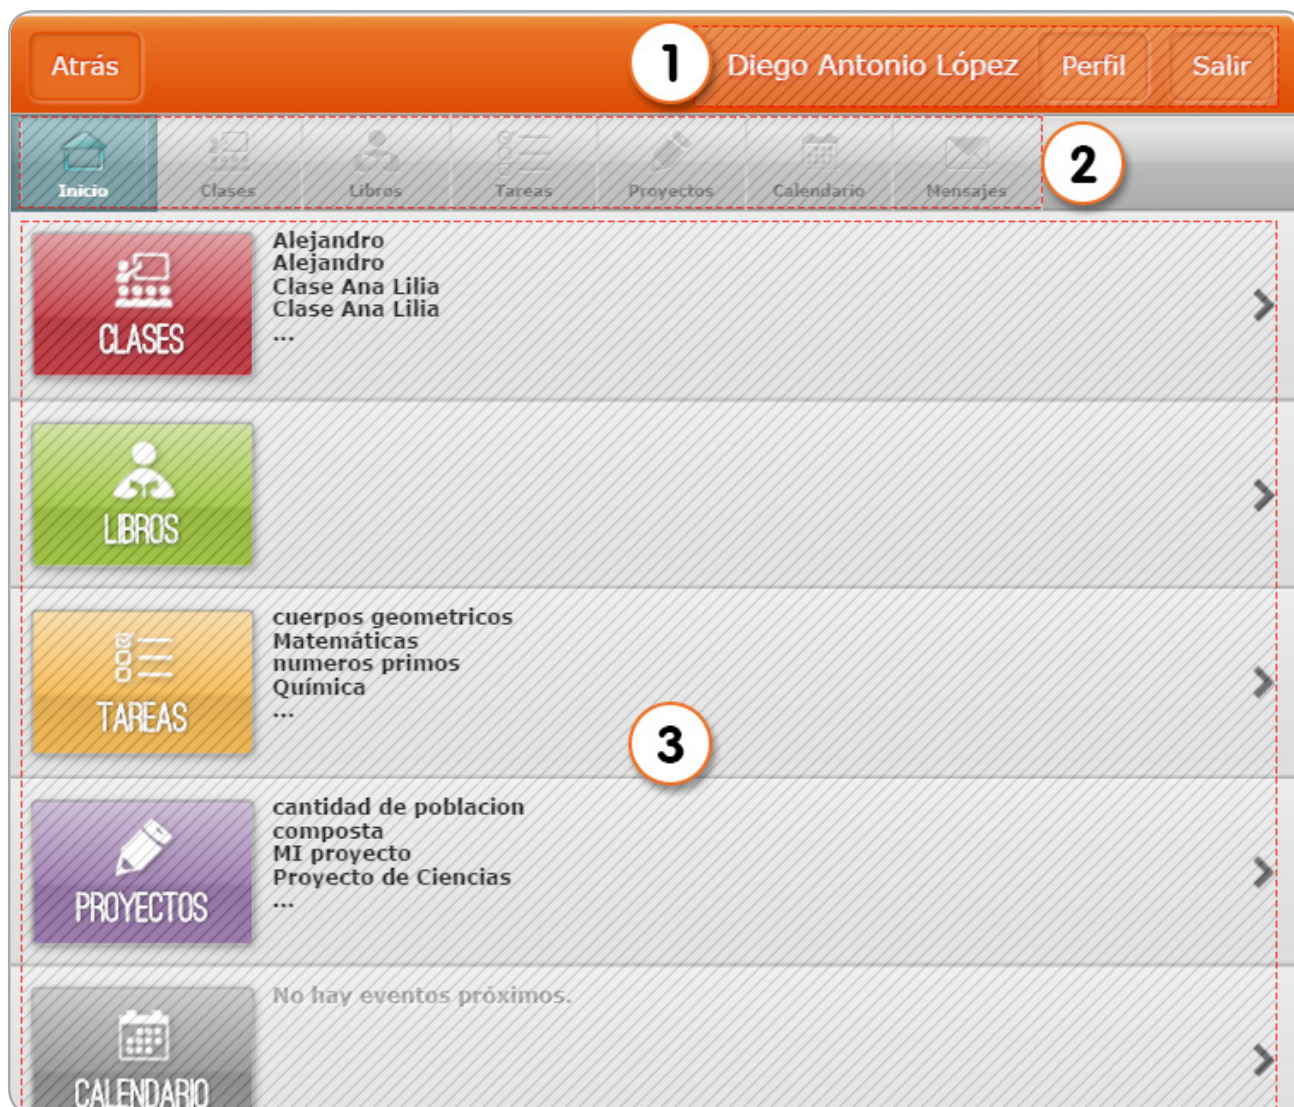 Atrás
1
Diego Antonio López
Perfil
Salir
Inicio
Clases
Libros
Tareas
Proyectos
Calendario
Mensajes
2
CLASES
Alejandro
Alejandro
Clase Ana Lilia
Clase Ana Lilia
...
LIBROS
TAREAS
cuerpos geometricos
Matemáticas
numeros primos
Química
...
3
PROYECTOS
cantidad de poblacion
composta
MI proyecto
Proyecto de Ciencias
...
CALENDARIO
No hay eventos próximos.